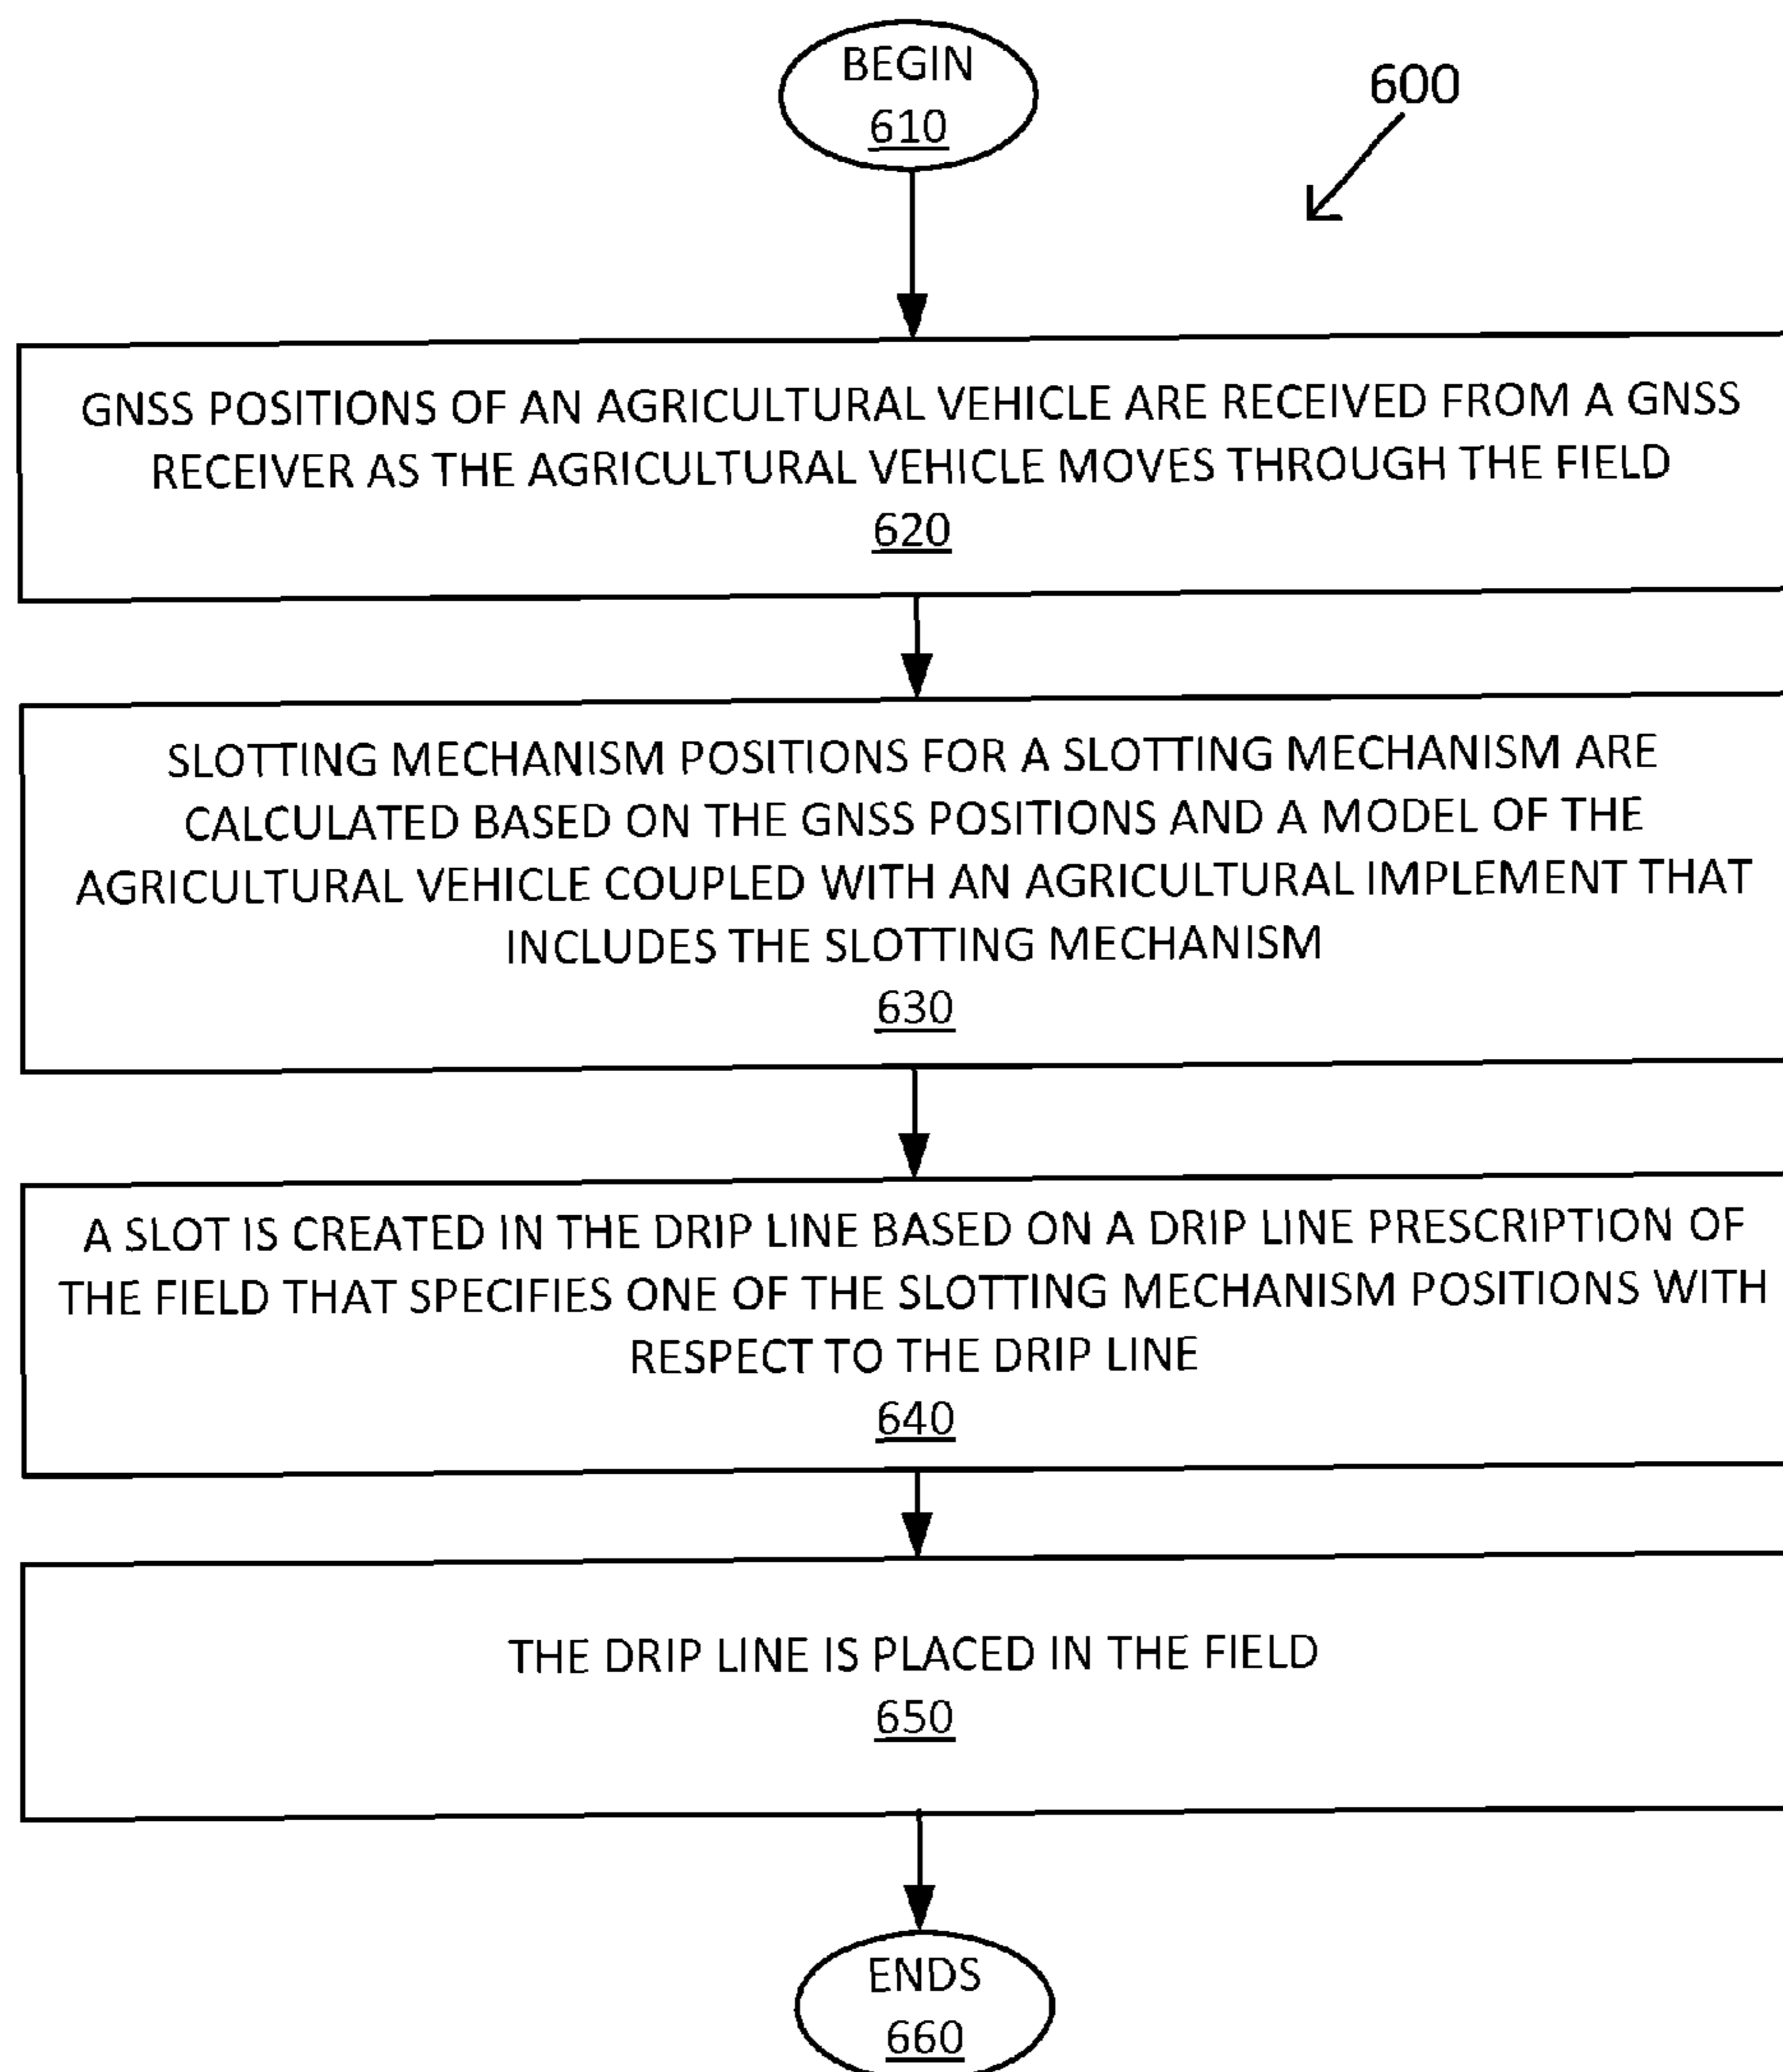 BEGIN
610
600
GNSS POSITIONS OF AN AGRICULTURAL VEHICLE ARE RECEIVED FROM A GNSS
RECEIVER AS THE AGRICULTURAL VEHICLE MOVES THROUGH THE FIELD
620
SLOTTING MECHANISM POSITIONS FOR A SLOTTING MECHANISM ARE
CALCULATED BASED ON THE GNSS POSITIONS AND A MODEL OF THE
AGRICULTURAL VEHICLE COUPLED WITH AN AGRICULTURAL IMPLEMENT THAT
INCLUDES THE SLOTTING MECHANISM
630
A SLOT IS CREATED IN THE DRIP LINE BASED ON A DRIP LINE PRESCRIPTION OF
THE FIELD THAT SPECIFIES ONE OF THE SLOTTING MECHANISM POSITIONS WITH
RESPECT TO THE DRIP LINE
640
THE DRIP LINE IS PLACED IN THE FIELD
650
ENDS
660